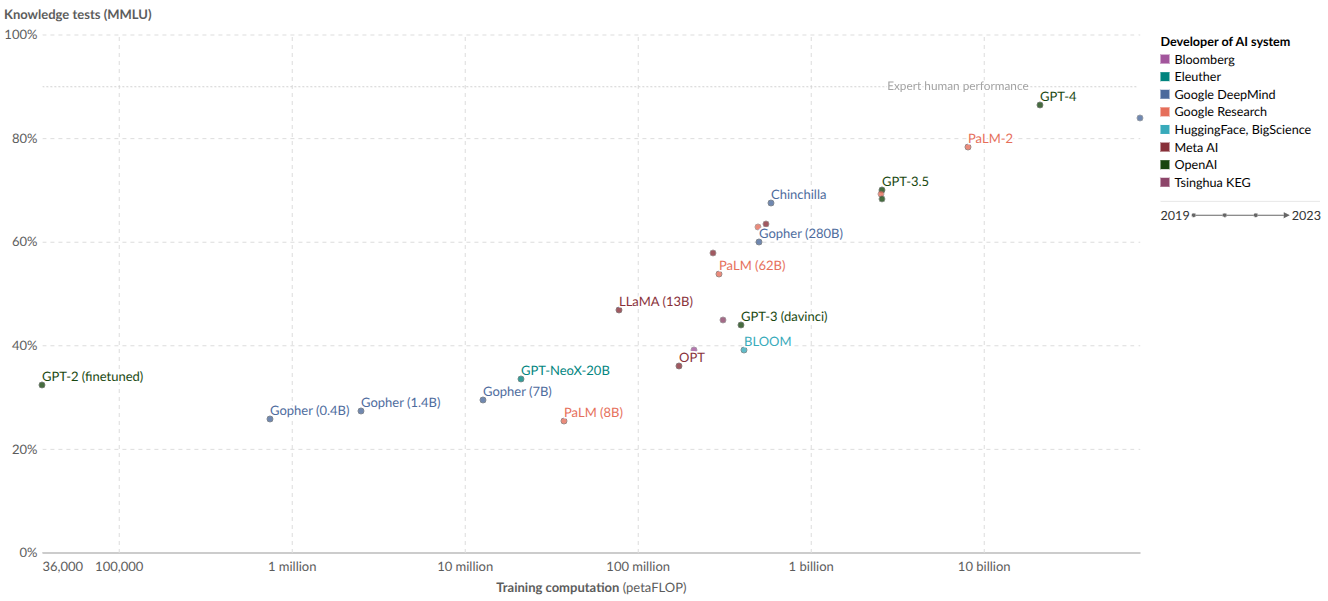 Knowledge tests (MMLU)
100%
80%
60%
40%
20%
0%
Expert human performance
GPT-4
PaLM-2
GPT-3.5
Chinchilla
Gopher (280B)
PaLM (62B)
LLaMA (13B)
GPT-3 (davinci)
BLOOM
OPT
GPT-2 (finetuned)
GPT-NeoX-20B
Gopher (7B)
Gopher (0.4B)
Gopher (1.4B)
PaLM (8B)
36,000
100,000
1 million
10 million
100 million
1 billion
10 billion
Training computation (petaFLOP)
Developer of AI system
Bloomberg
Eleuther
Google DeepMind
Google Research
HuggingFace, BigScience
Meta AI
OpenAI
Tsinghua KEG
2019
2023